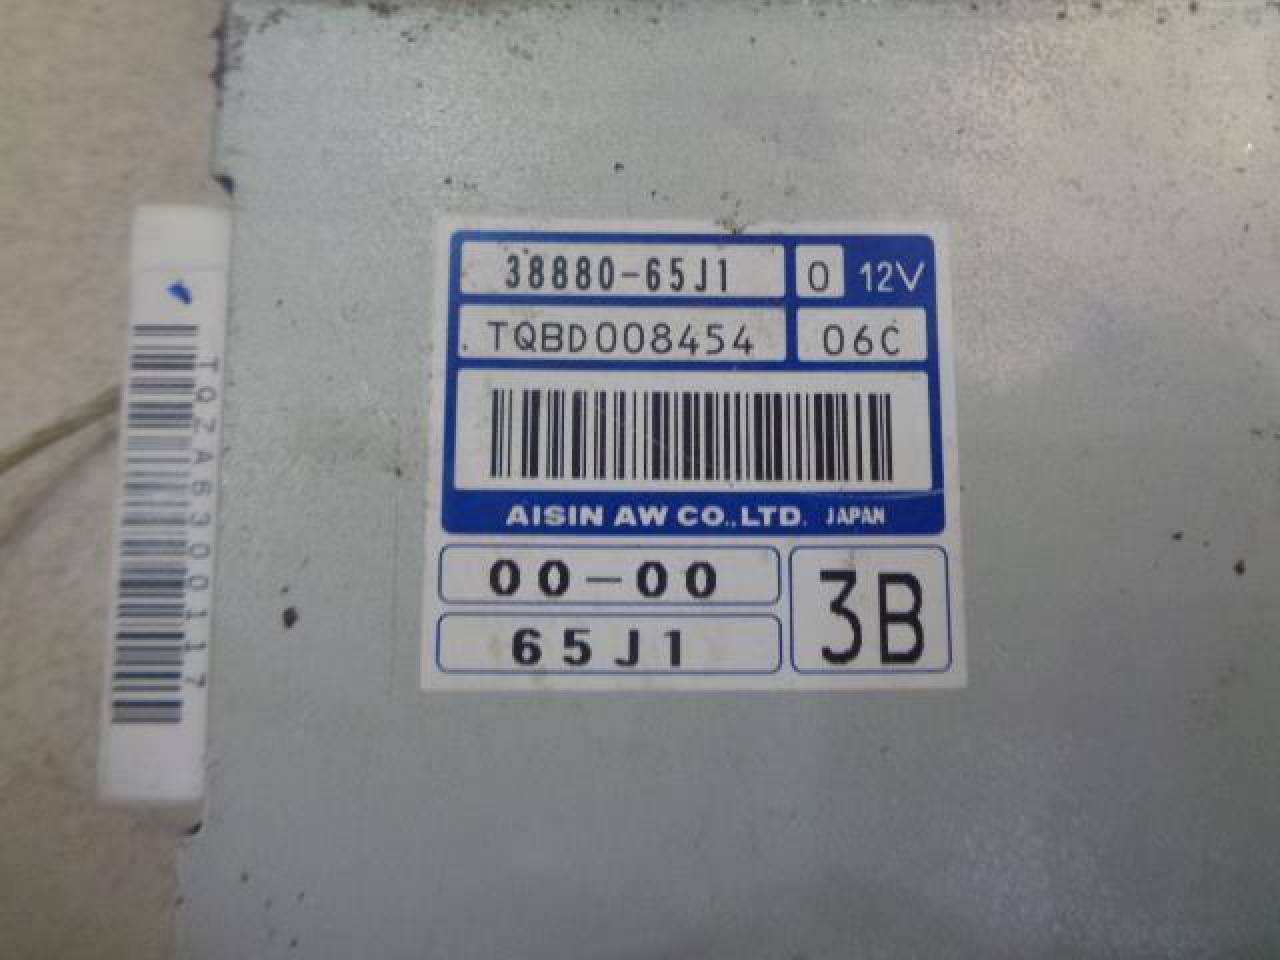 38880-65J1 0 12V
TQBD008454 06C
AISIN AW CO.,LTD. JAPAN
00-00
65J1
3B
TQZA6300117